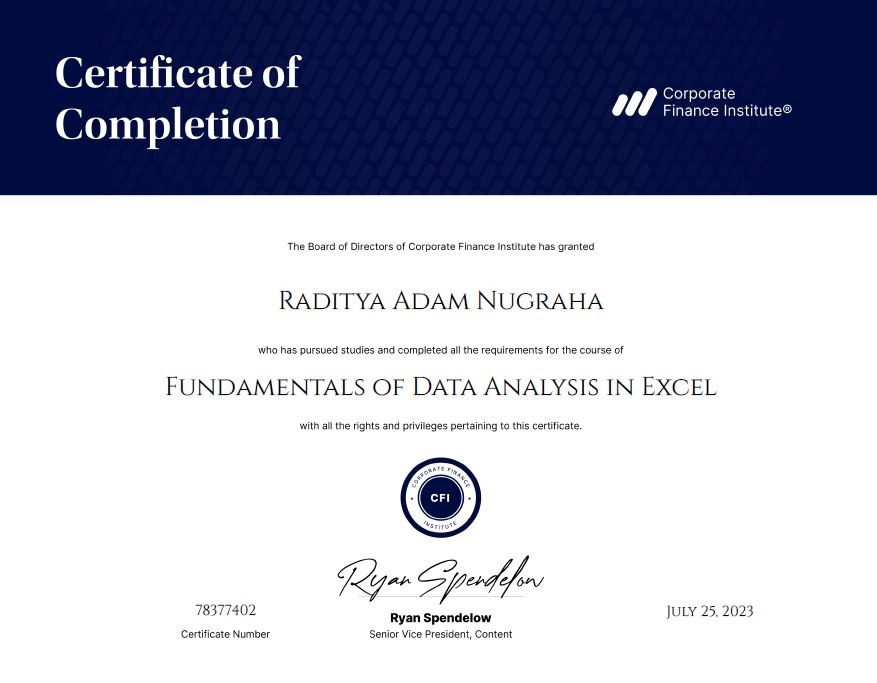 Certificate of
Completion
Corporate
Finance Institute®
The Board of Directors of Corporate Finance Institute has granted
Raditya Adam Nugraha
who has pursued studies and completed all the requirements for the course of
Fundamentals of Data Analysis in Excel
with all the rights and privileges pertaining to this certificate.
CORPORATE FINANCE
CFI
INSTITUTE
Ryan Spendelow
78377402
Certificate Number
Ryan Spendelow
Senior Vice President, Content
July 25, 2023